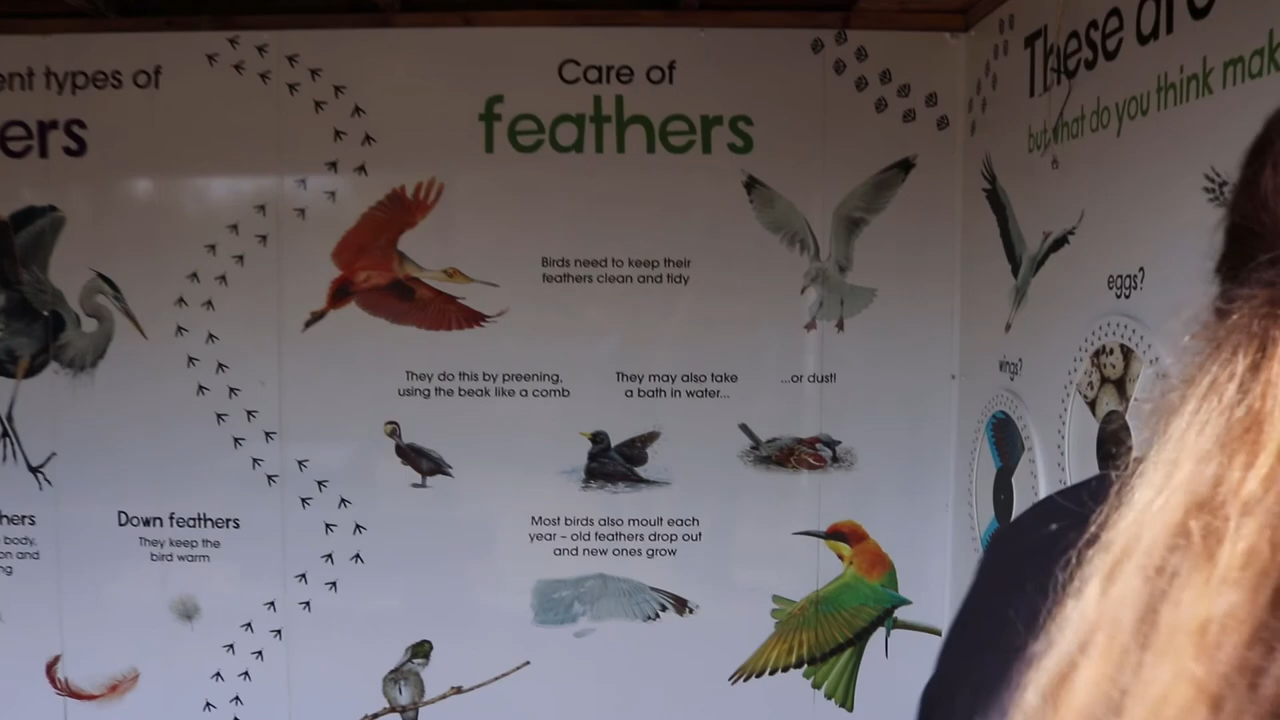 ent types of
ers
hers
body,
on and
ng
Down feathers
They keep the
bird warm
Care of
feathers
Birds need to keep their
feathers clean and tidy
They do this by preening,
using the beak like a comb
They may also take
a bath in water...
...or dust!
Most birds also moult each
year – old feathers drop out
and new ones grow
These are
but what do you think mak
eggs?
wings?